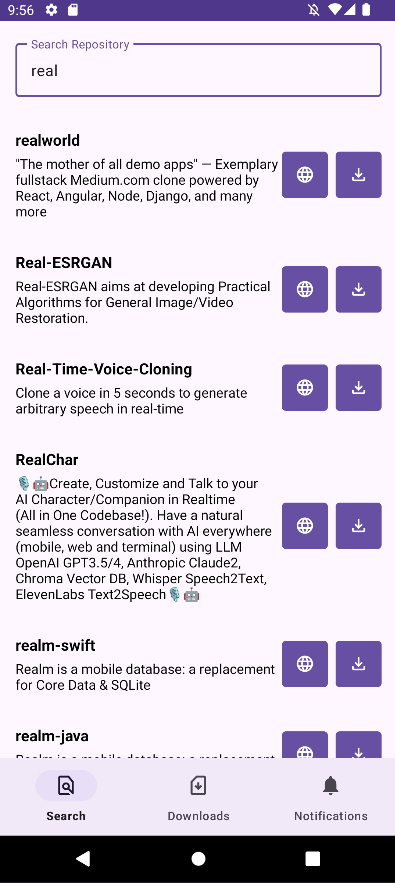 9:56
Search Repository
real
realworld
"The mother of all demo apps" — Exemplary
fullstack Medium.com clone powered by
React, Angular, Node, Django, and many
more
Real-ESRGAN
Real-ESRGAN aims at developing Practical
Algorithms for General Image/Video
Restoration.
Real-Time-Voice-Cloning
Clone a voice in 5 seconds to generate
arbitrary speech in real-time
RealChar
🎙️🤖Create, Customize and Talk to your
AI Character/Companion in Realtime
(All in One Codebase!). Have a natural
seamless conversation with AI everywhere
(mobile, web and terminal) using LLM
OpenAI GPT3.5/4, Anthropic Claude2,
Chroma Vector DB, Whisper Speech2Text,
ElevenLabs Text2Speech🎙️🤖
realm-swift
Realm is a mobile database: a replacement
for Core Data & SQLite
realm-java
Realm is a mobile database: a replacement
Search
Downloads
Notifications